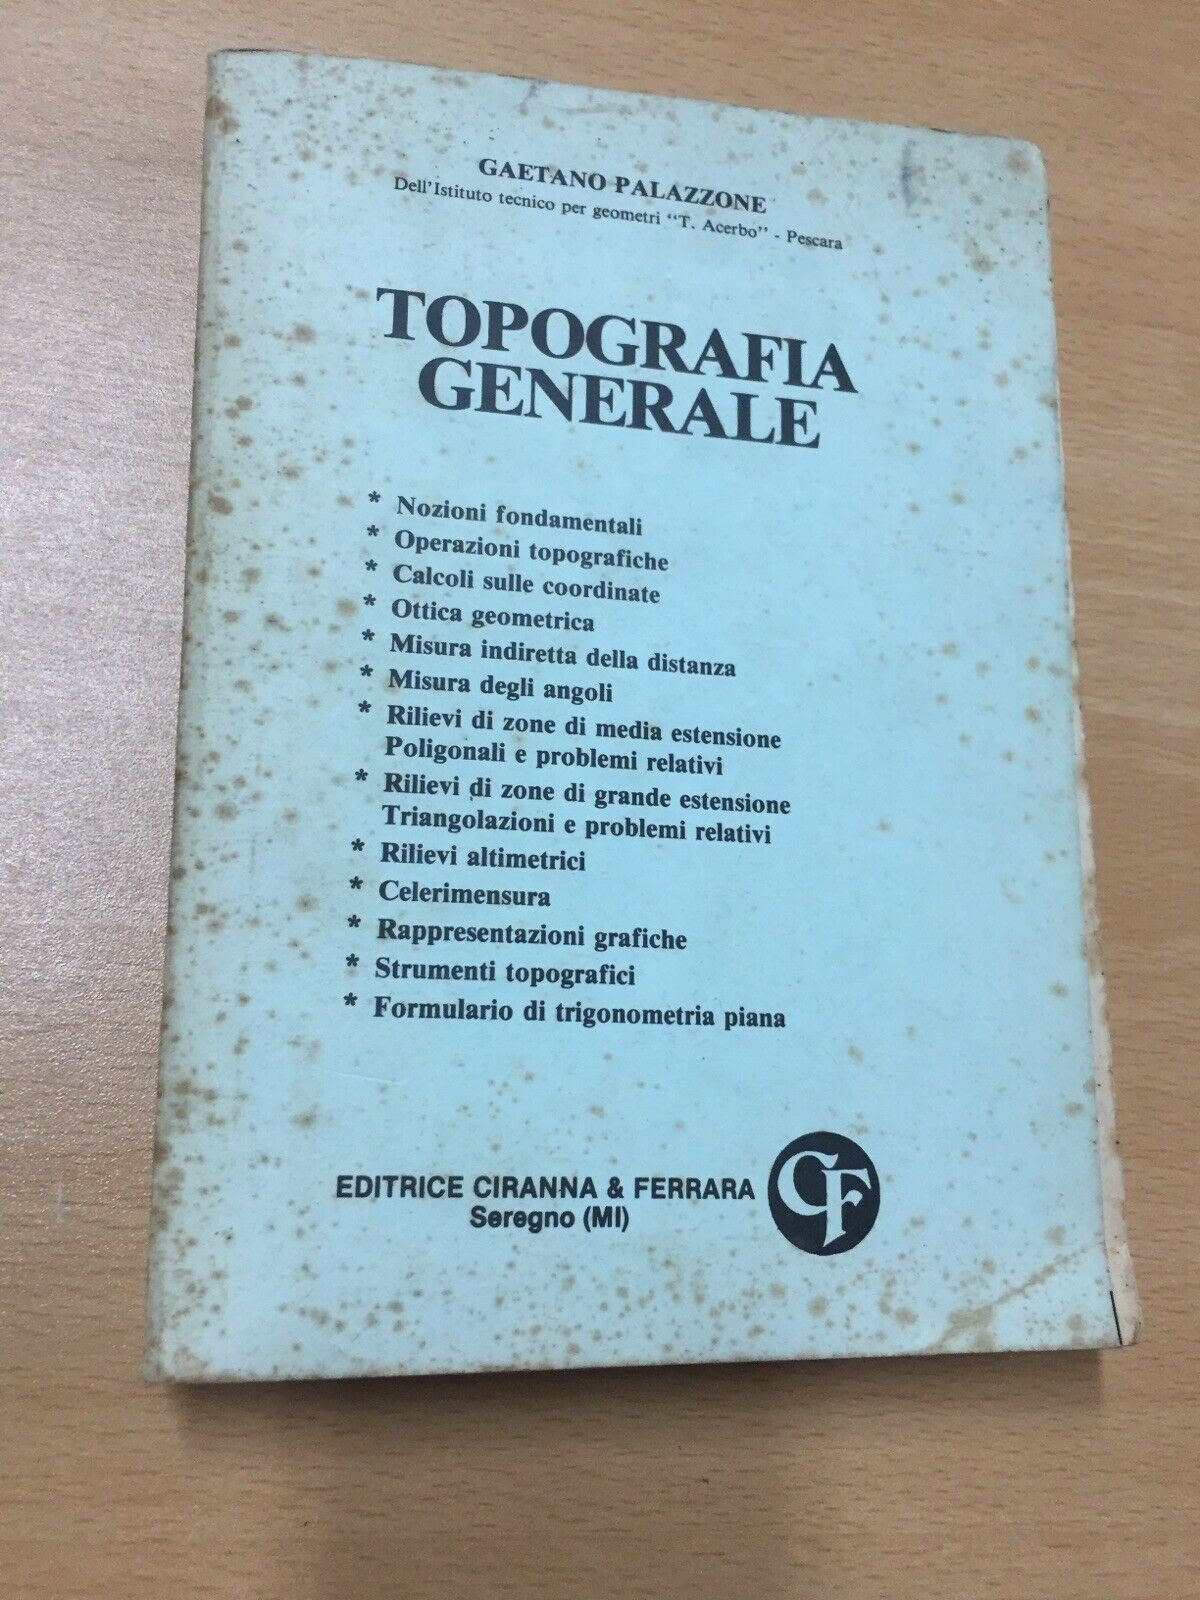 GAETANO PALAZZONE
Dell'Istituto tecnico per geometri "T. Acerbo" - Pescara
TOPOGRAFIA
GENERALE
* Nozioni fondamentali
* Operazioni topografiche
* Calcoli sulle coordinate
* Ottica geometrica
* Misura indiretta della distanza
* Misura degli angoli
* Rilievi di zone di media estensione
Poligonali e problemi relativi
* Rilievi di zone di grande estensione
Triangolazioni e problemi relativi
* Rilievi altimetrici
* Celerimensura
* Rappresentazioni grafiche
* Strumenti topografici
* Formulario di trigonometria piana
EDITRICE CIRANNA & FERRARA
Seregno (MI)
CF